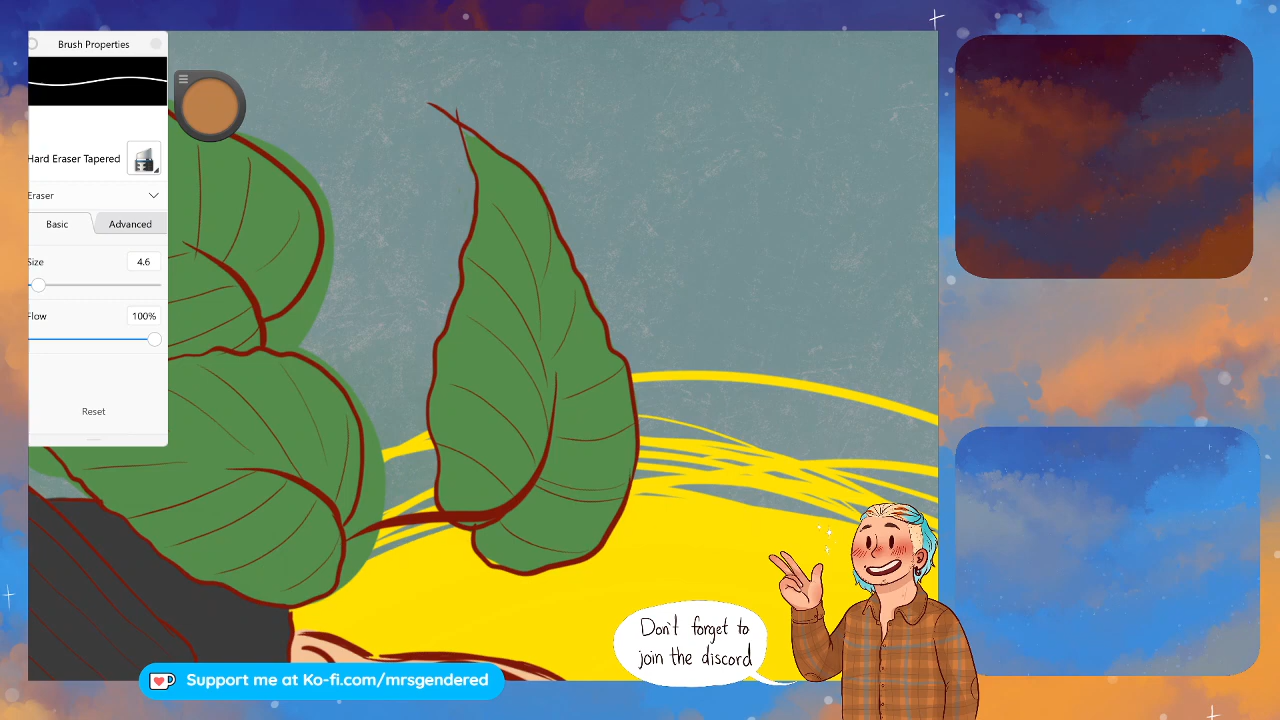 Brush Properties
Hard Eraser Tapered
Eraser
Basic
Advanced
Size
4.6
Flow
100%
Reset
Don't forget to
join the discord
Support me at Ko-fi.com/mrsgendered